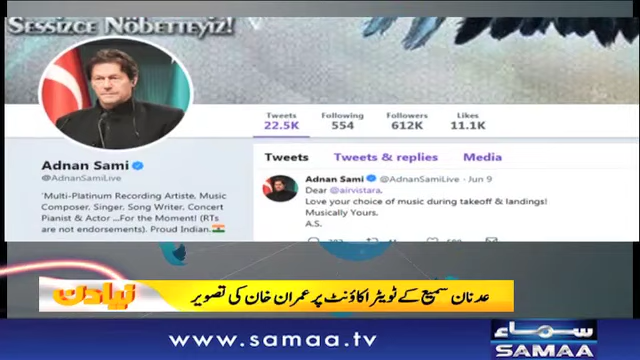 Sessizce Nöbetteyiz!
Tweets Following Followers Likes
22.5K 554 612K 11.1K
Adnan Sami
@AdnanSamiLive
'Multi-Platinum Recording Artiste, Music
Composer, Singer, Song Writer, Concert
Pianist & Actor ...For the Moment! (RTs
are not endorsements). Proud Indian.🇮🇳
Tweets Tweets & replies Media
Adnan Sami @AdnanSamiLive · Jun 9
Dear @airvistara,
Love your choice of music during takeoff & landings!
Musically Yours,
A.S.
نیا دن
عدنان سمیع کے ٹویٹر اکاؤنٹ پر عمران خان کی تصویر
www.samaa.tv
سماء
SAMAA